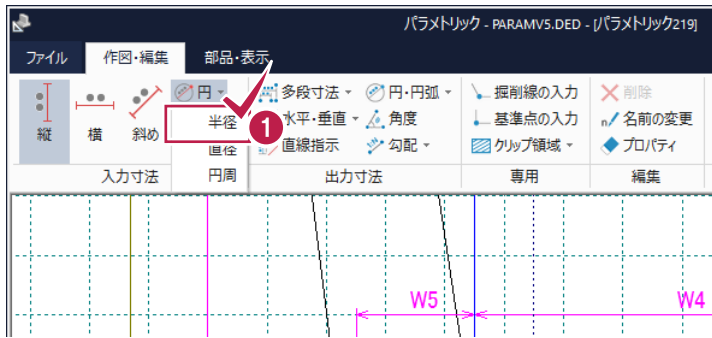 パラメトリック - PARAMV5.DED - [パラメトリック219]
ファイル 作図・編集 部品・表示
円 多段寸法 円・円弧 掘削線の入力 削除
半径 1 水平・垂直 角度 基準点の入力 名前の変更
縦 横 斜め 直径 直線指示 勾配 クリップ領域 プロパティ
入力寸法 円周 出力寸法 専用 編集
W5 W4